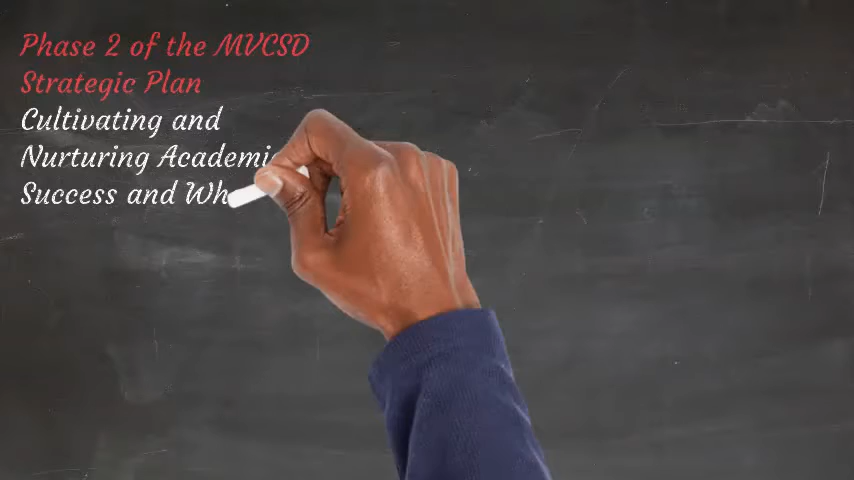 Phase 2 of the MVCSD
Strategic Plan
Cultivating and
Nurturing Academi
Success and Wh